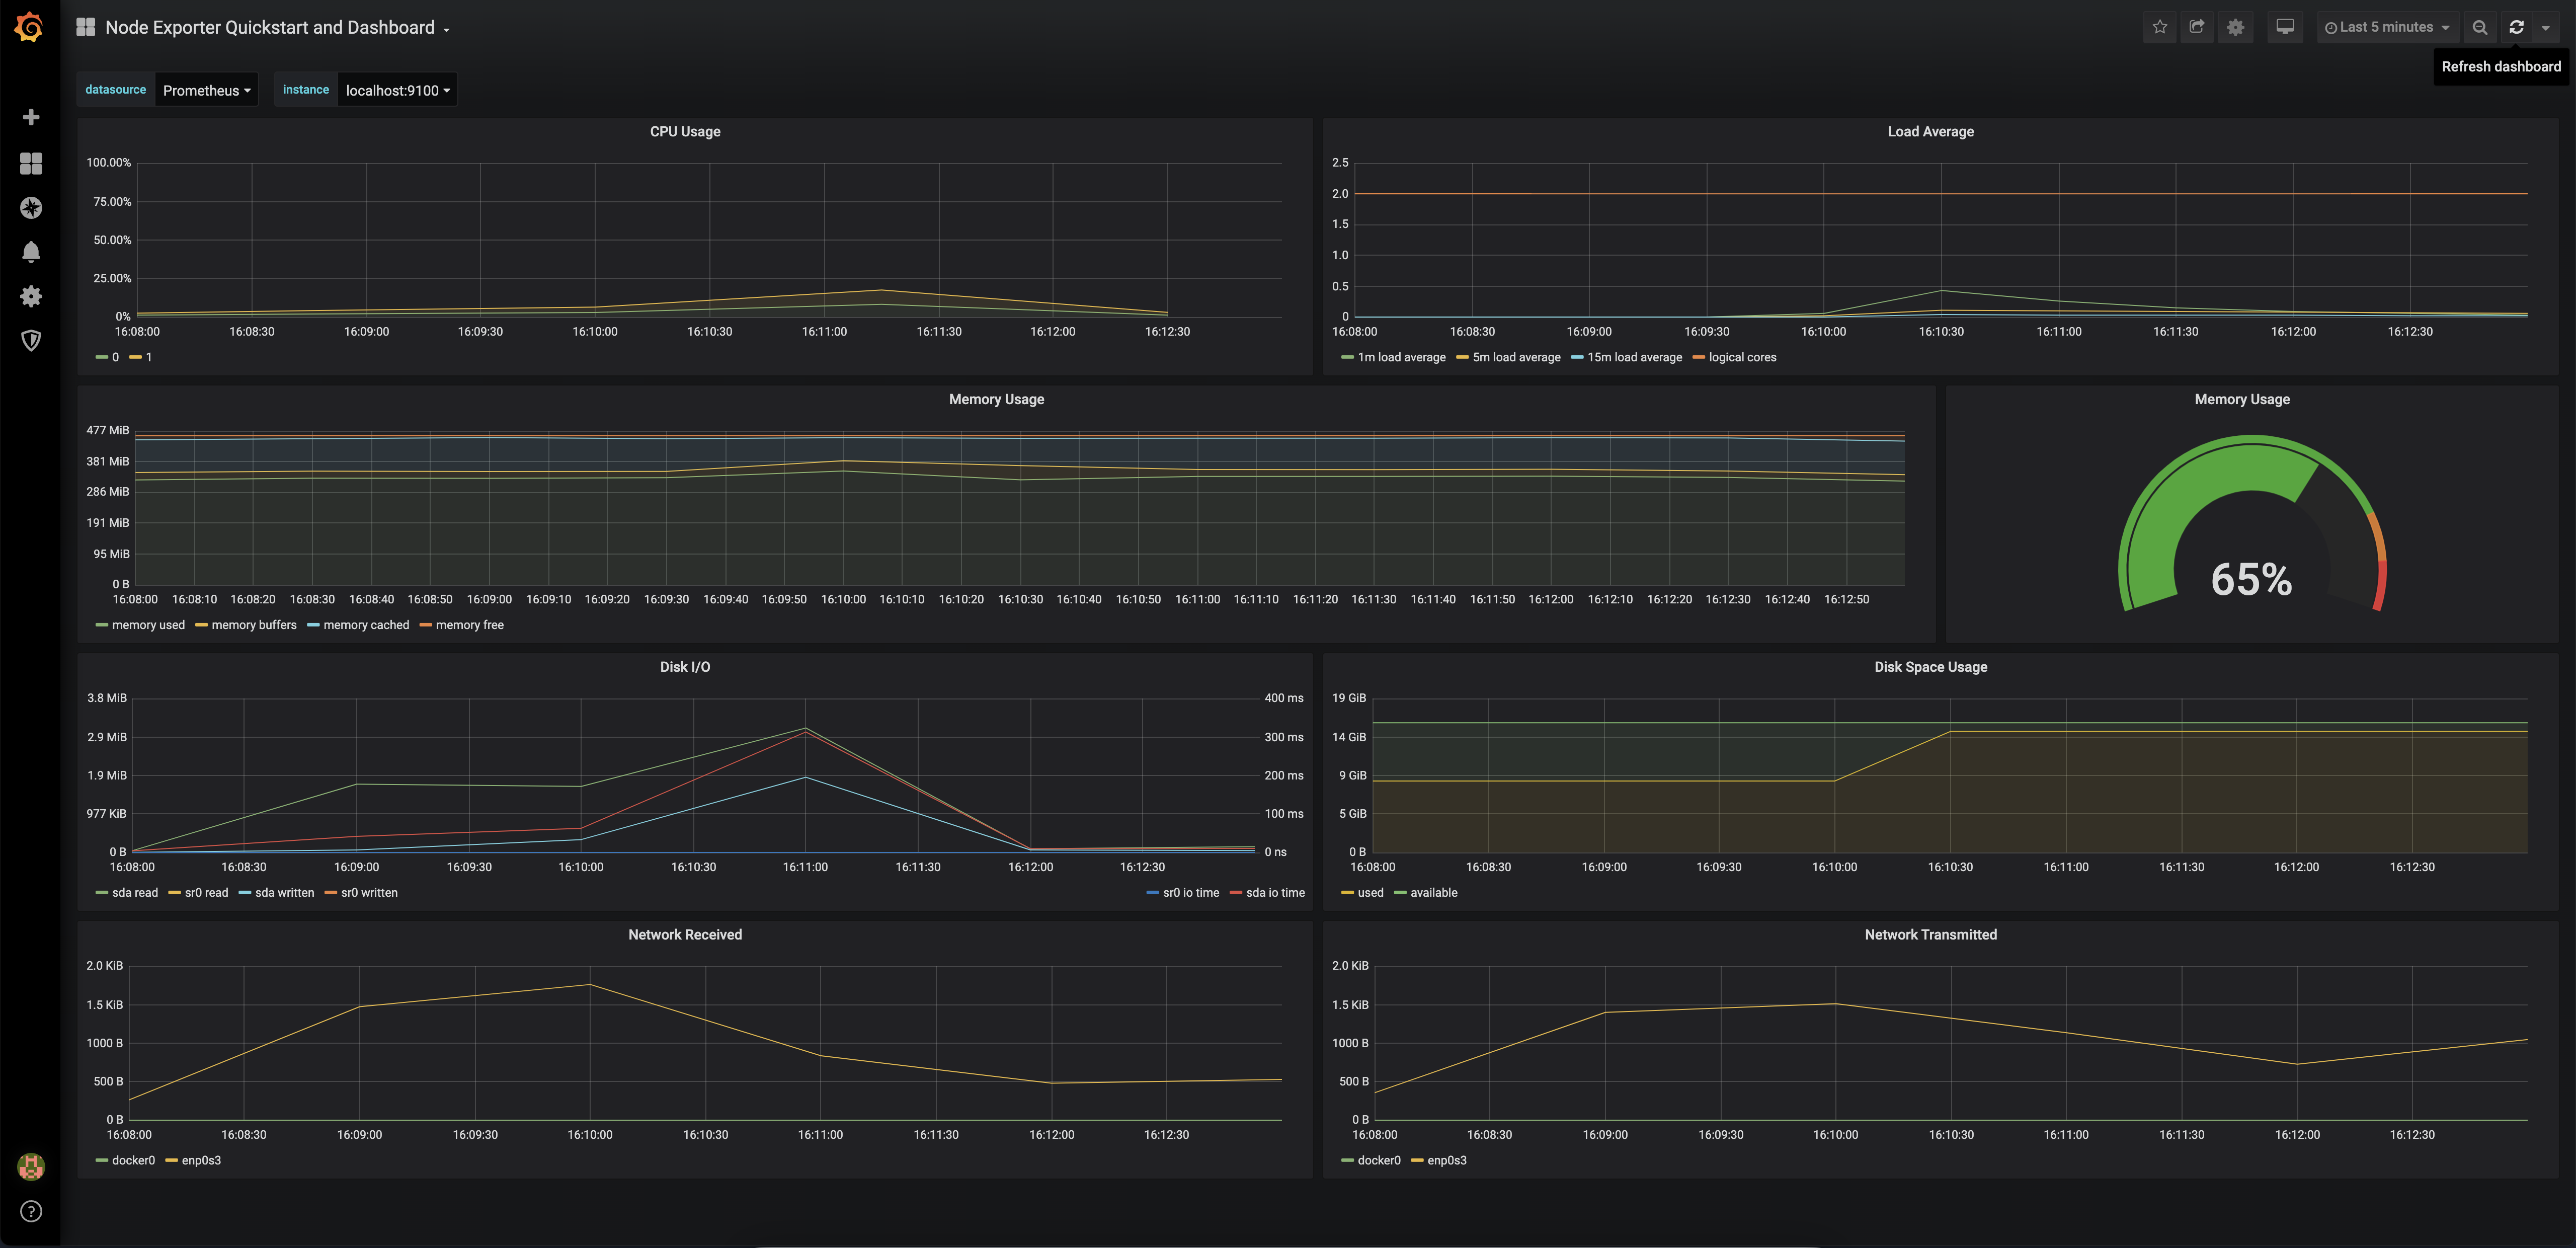 Node Exporter Quickstart and Dashboard
Last 5 minutes
Refresh dashboard
datasource Prometheus instance localhost:9100
CPU Usage
100.00%
75.00%
50.00%
25.00%
0%
16:08:00 16:08:30 16:09:00 16:09:30 16:10:00 16:10:30 16:11:00 16:11:30 16:12:00 16:12:30
0 1
Load Average
2.5
2.0
1.5
1.0
0.5
0
16:08:00 16:08:30 16:09:00 16:09:30 16:10:00 16:10:30 16:11:00 16:11:30 16:12:00 16:12:30
1m load average 5m load average 15m load average logical cores
Memory Usage
477 MiB
381 MiB
286 MiB
191 MiB
95 MiB
0 B
16:08:00 16:08:10 16:08:20 16:08:30 16:08:40 16:08:50 16:09:00 16:09:10 16:09:20 16:09:30 16:09:40 16:09:50 16:10:00 16:10:10 16:10:20 16:10:30 16:10:40 16:10:50 16:11:00 16:11:10 16:11:20 16:11:30 16:11:40 16:11:50 16:12:00 16:12:10 16:12:20 16:12:30 16:12:40 16:12:50
memory used memory buffers memory cached memory free
Memory Usage
65%
Disk I/O
3.8 MiB 400 ms
2.9 MiB 300 ms
1.9 MiB 200 ms
977 KiB 100 ms
0 B 0 ns
16:08:00 16:08:30 16:09:00 16:09:30 16:10:00 16:10:30 16:11:00 16:11:30 16:12:00 16:12:30
sda read sr0 read sda written sr0 written sr0 io time sda io time
Disk Space Usage
19 GiB
14 GiB
9 GiB
5 GiB
0 B
16:08:00 16:08:30 16:09:00 16:09:30 16:10:00 16:10:30 16:11:00 16:11:30 16:12:00 16:12:30
used available
Network Received
2.0 KiB
1.5 KiB
1000 B
500 B
0 B
16:08:00 16:08:30 16:09:00 16:09:30 16:10:00 16:10:30 16:11:00 16:11:30 16:12:00 16:12:30
docker0 enp0s3
Network Transmitted
2.0 KiB
1.5 KiB
1000 B
500 B
0 B
16:08:00 16:08:30 16:09:00 16:09:30 16:10:00 16:10:30 16:11:00 16:11:30 16:12:00 16:12:30
docker0 enp0s3